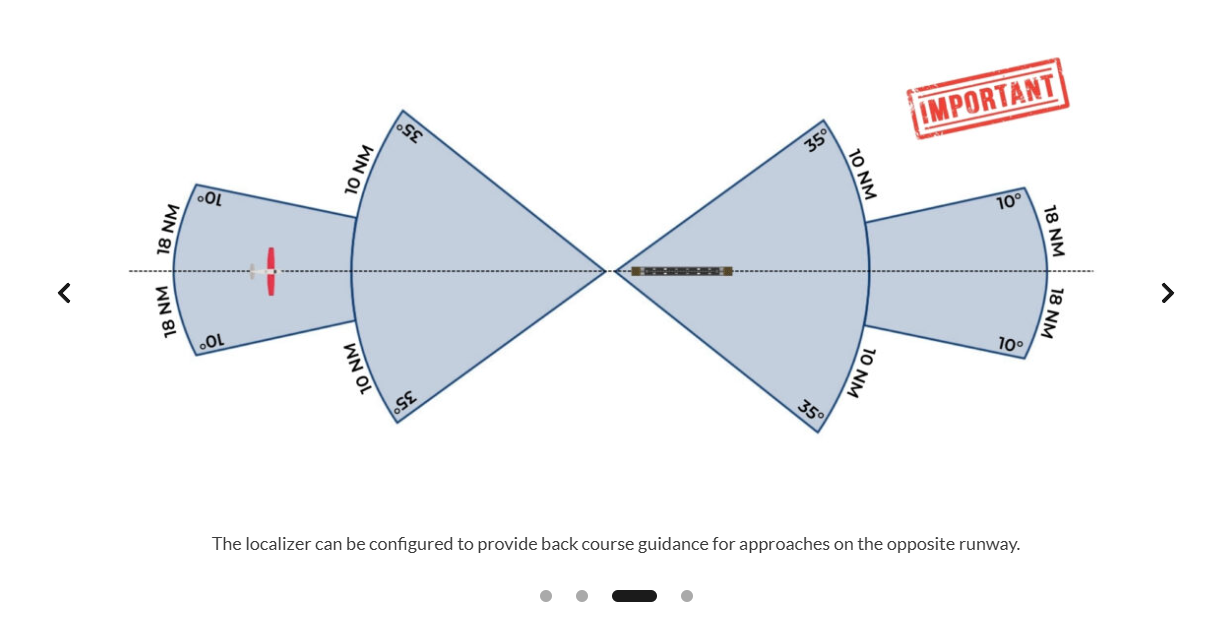 IMPORTANT
35°
35°
10 NM
10 NM
10°
10°
18 NM
18 NM
18 NM
18 NM
10°
10°
10 NM
10 NM
35°
35°
The localizer can be configured to provide back course guidance for approaches on the opposite runway.